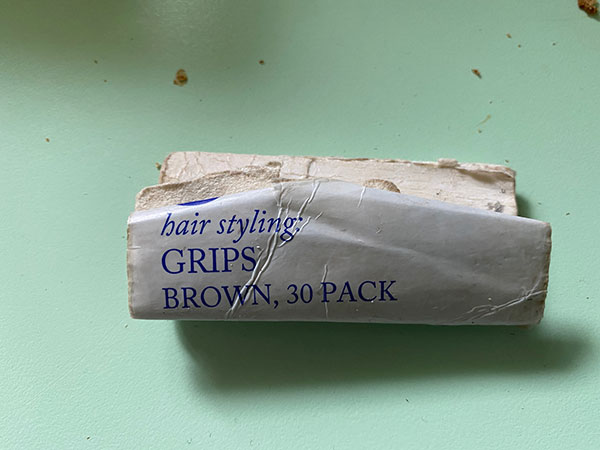 hair styling:
GRIPS
BROWN, 30 PACK